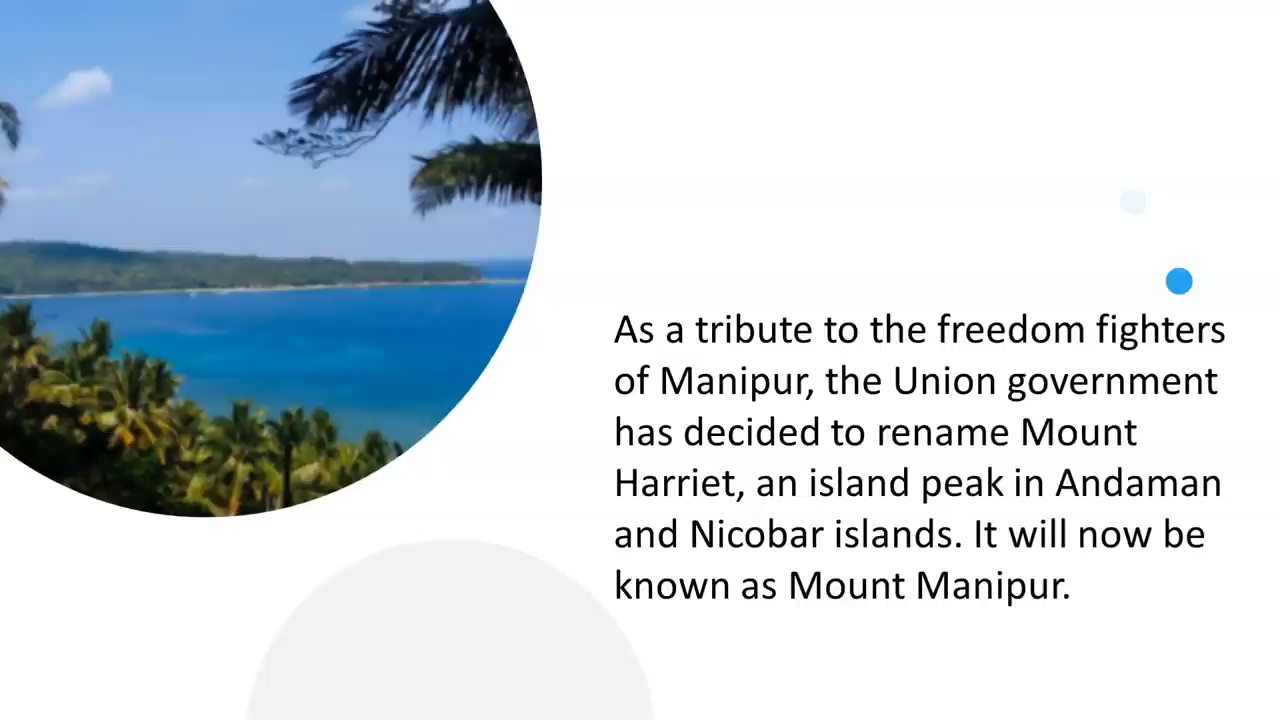 As a tribute to the freedom fighters
of Manipur, the Union government
has decided to rename Mount
Harriet, an island peak in Andaman
and Nicobar islands. It will now be
known as Mount Manipur.